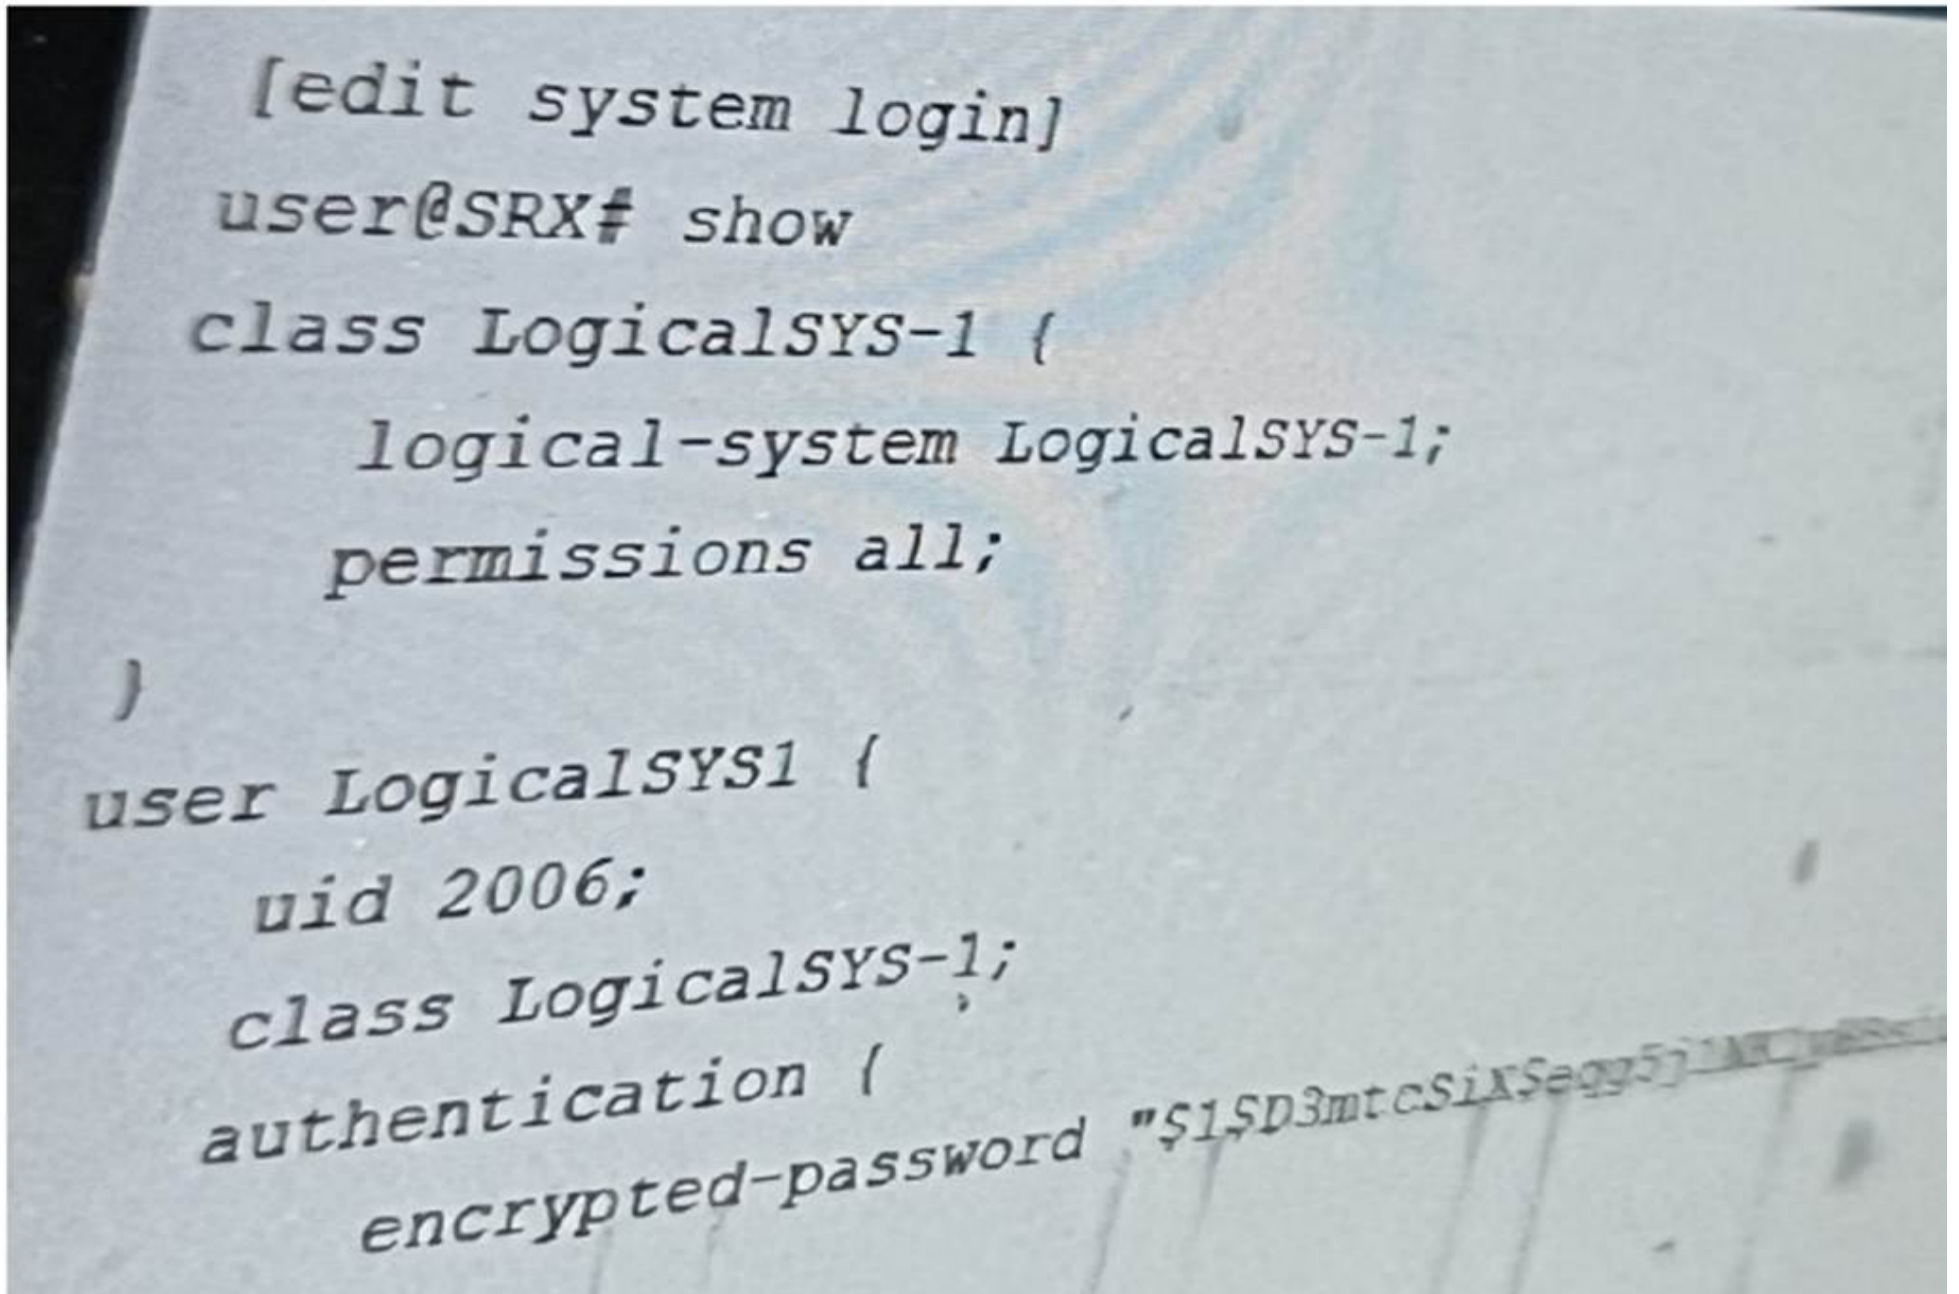 [edit system login]
user@SRX# show
class LogicalSYS-1 {
logical-system LogicalSYS-1;
permissions all;
}
user LogicalSYS1 {
uid 2006;
class LogicalSYS-1;
authentication {
encrypted-password